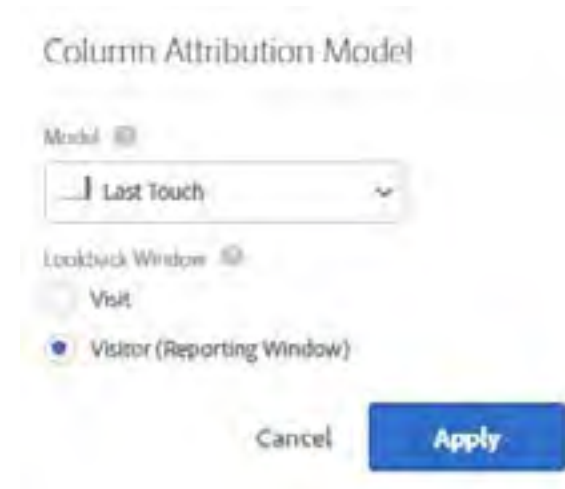 Column Attribution Model
Model
Last Touch
Lookback Window
Visit
Visitor (Reporting Window)
Cancel Apply